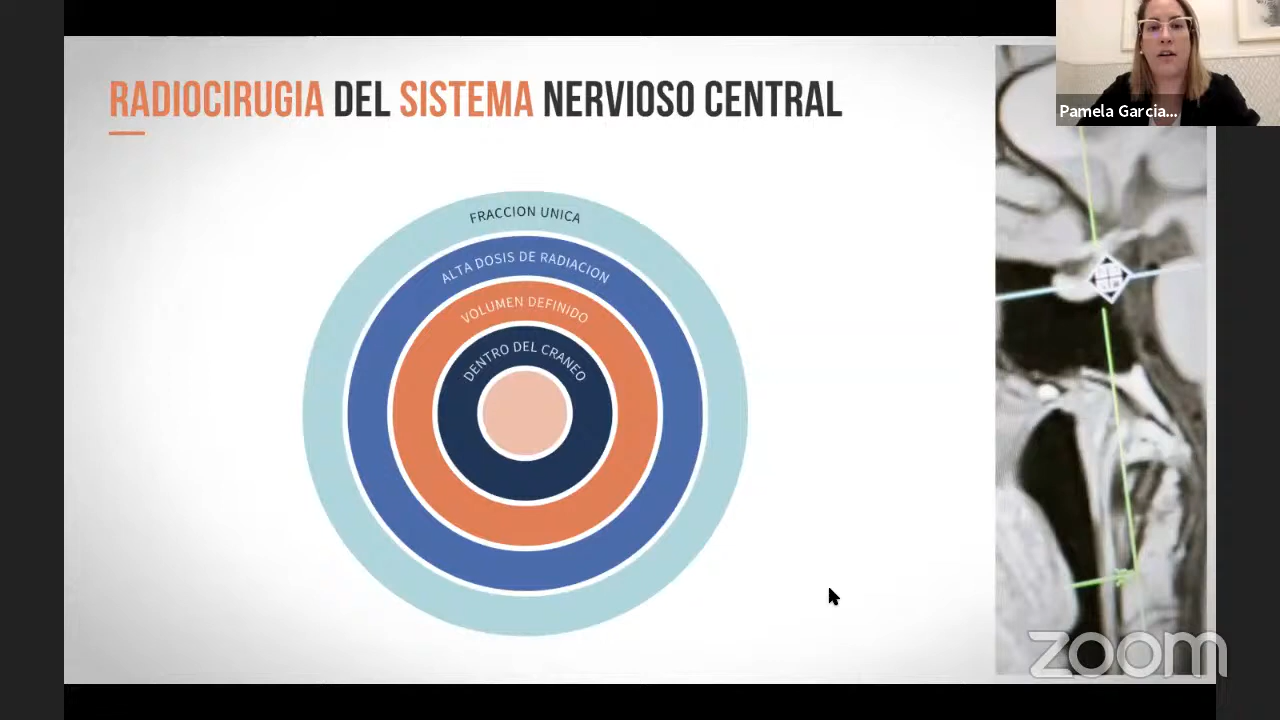 RADIOCIRUGIA DEL SISTEMA NERVIOSO CENTRAL
Pamela Garcia...
FRACCION UNICA
ALTA DOSIS DE RADIACION
VOLUMEN DEFINIDO
DENTRO DEL CRANEO
zoom